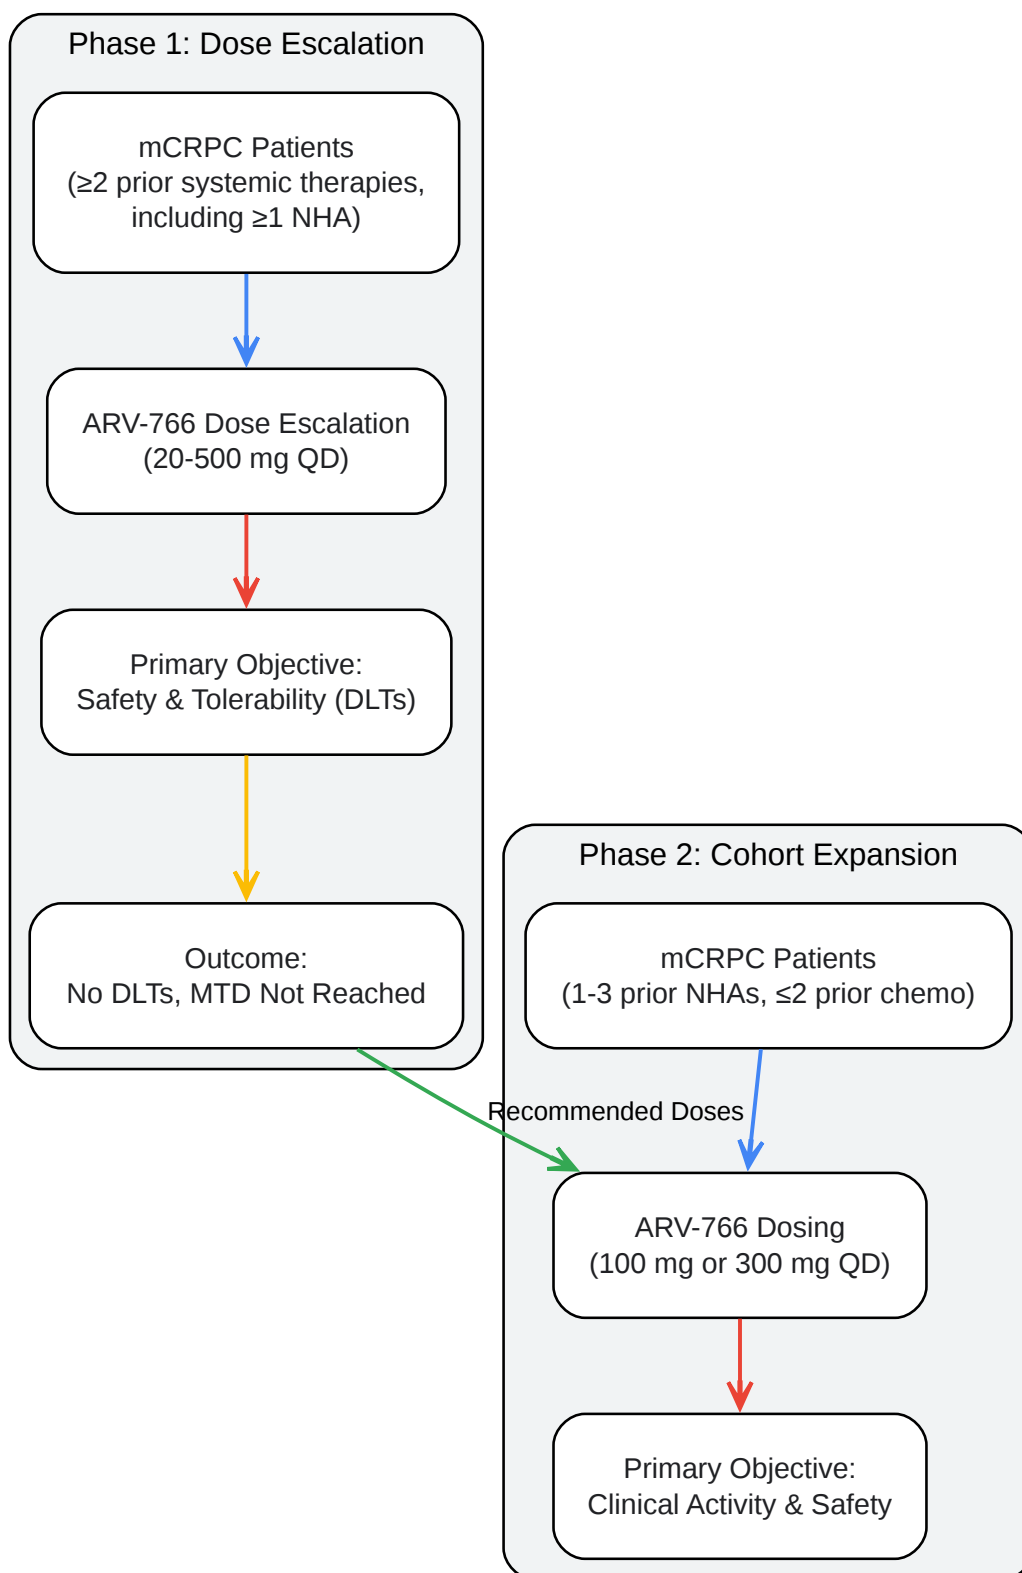 Phase 1: Dose Escalation
mCRPC Patients
(≥2 prior systemic therapies,
including ≥1 NHA)
ARV-766 Dose Escalation
(20-500 mg QD)
Primary Objective:
Safety & Tolerability (DLTs)
Outcome:
No DLTs, MTD Not Reached
Phase 2: Cohort Expansion
mCRPC Patients
(1-3 prior NHAs, ≤2 prior chemo)
Recommended Doses
ARV-766 Dosing
(100 mg or 300 mg QD)
Primary Objective:
Clinical Activity & Safety